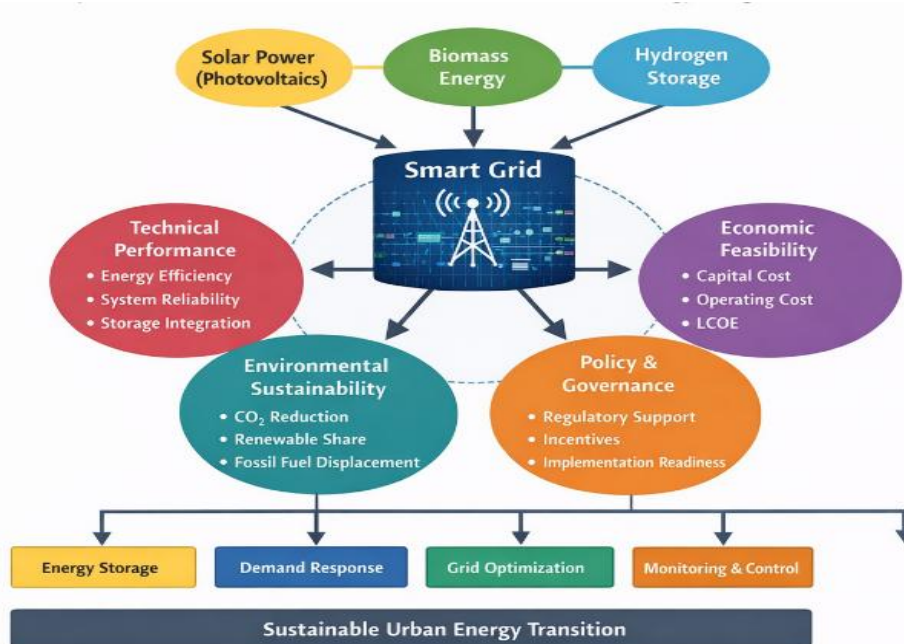 Solar Power
(Photovoltaics)
Biomass
Energy
Hydrogen
Storage
Smart Grid
Technical
Performance
• Energy Efficiency
• System Reliability
• Storage Integration
Economic
Feasibility
• Capital Cost
• Operating Cost
• LCOE
Environmental
Sustainability
• CO₂ Reduction
• Renewable Share
• Fossil Fuel Displacement
Policy &
Governance
• Regulatory Support
• Incentives
• Implementation Readiness
Energy Storage
Demand Response
Grid Optimization
Monitoring & Control
Sustainable Urban Energy Transition